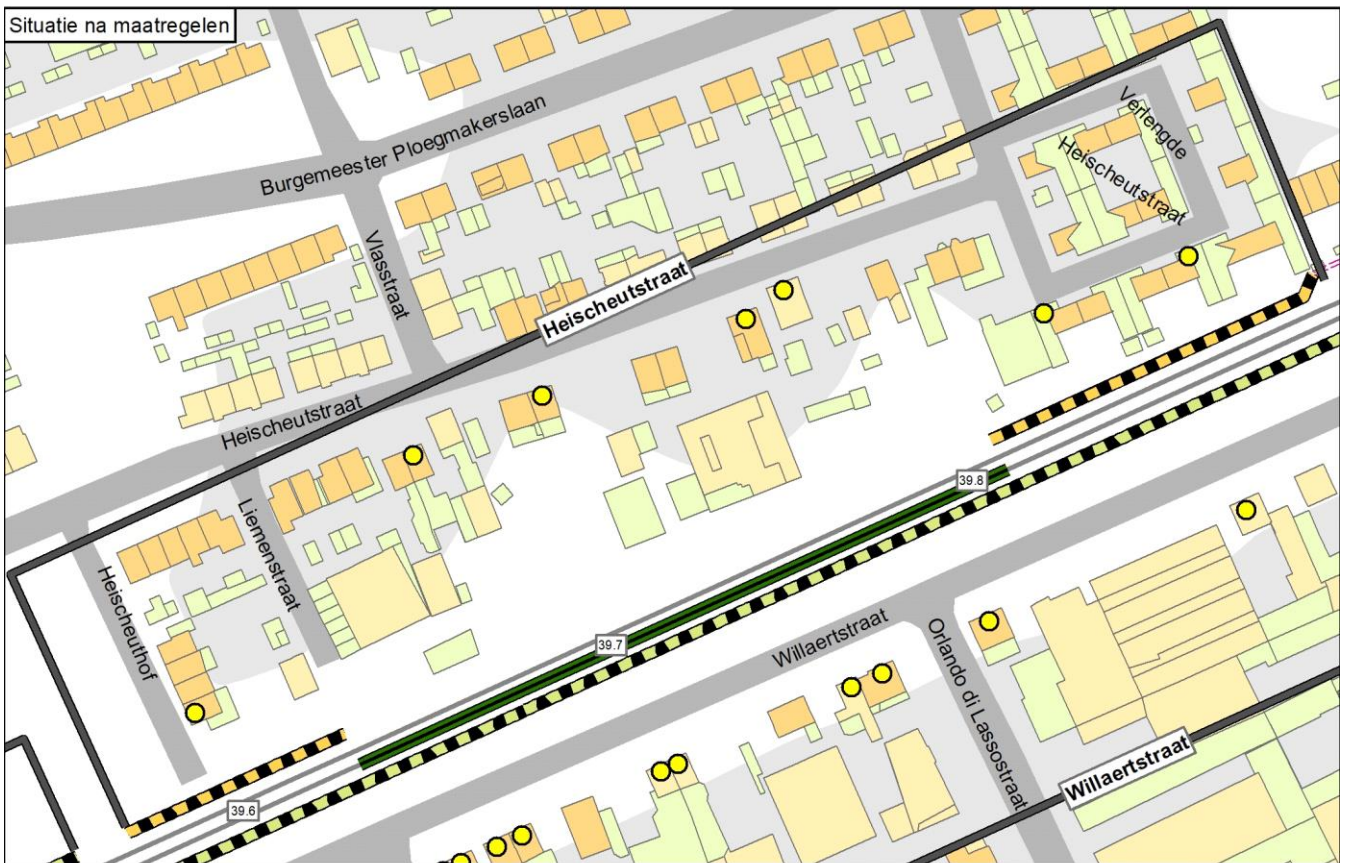 Situatie na maatregelen
Burgemeester Ploegmakerslaan
Vlasstraat
Verlengde
Heischeutstraat
Heischeutstraat
Heischeutstraat
Liemenstraat
Heischeuthof
39.8
39.7
39.6
Willaertstraat
Orlando di Lassostraat
Willaertstraat